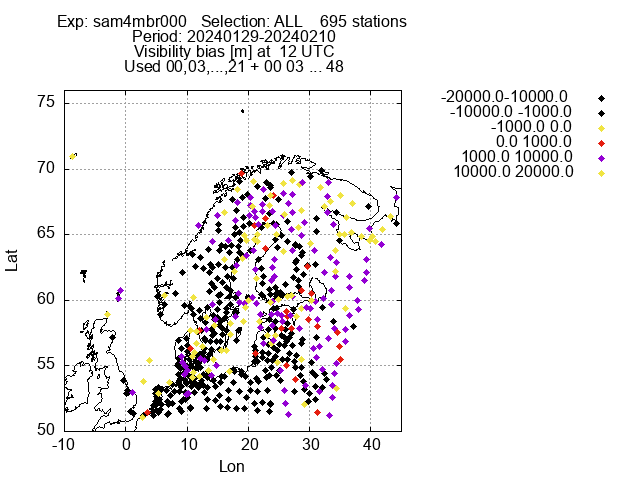 Exp: sam4mbr000   Selection: ALL    695 stations
Period: 20240129-20240210
Visibility bias [m] at  12 UTC
Used 00,03,...,21 + 00 03 ... 48
-20000.0-10000.0
-10000.0 -1000.0
-1000.0 0.0
0.0 1000.0
1000.0 10000.0
10000.0 20000.0
75
70
65
60
55
50
Lat
-10 0 10 20 30 40
Lon